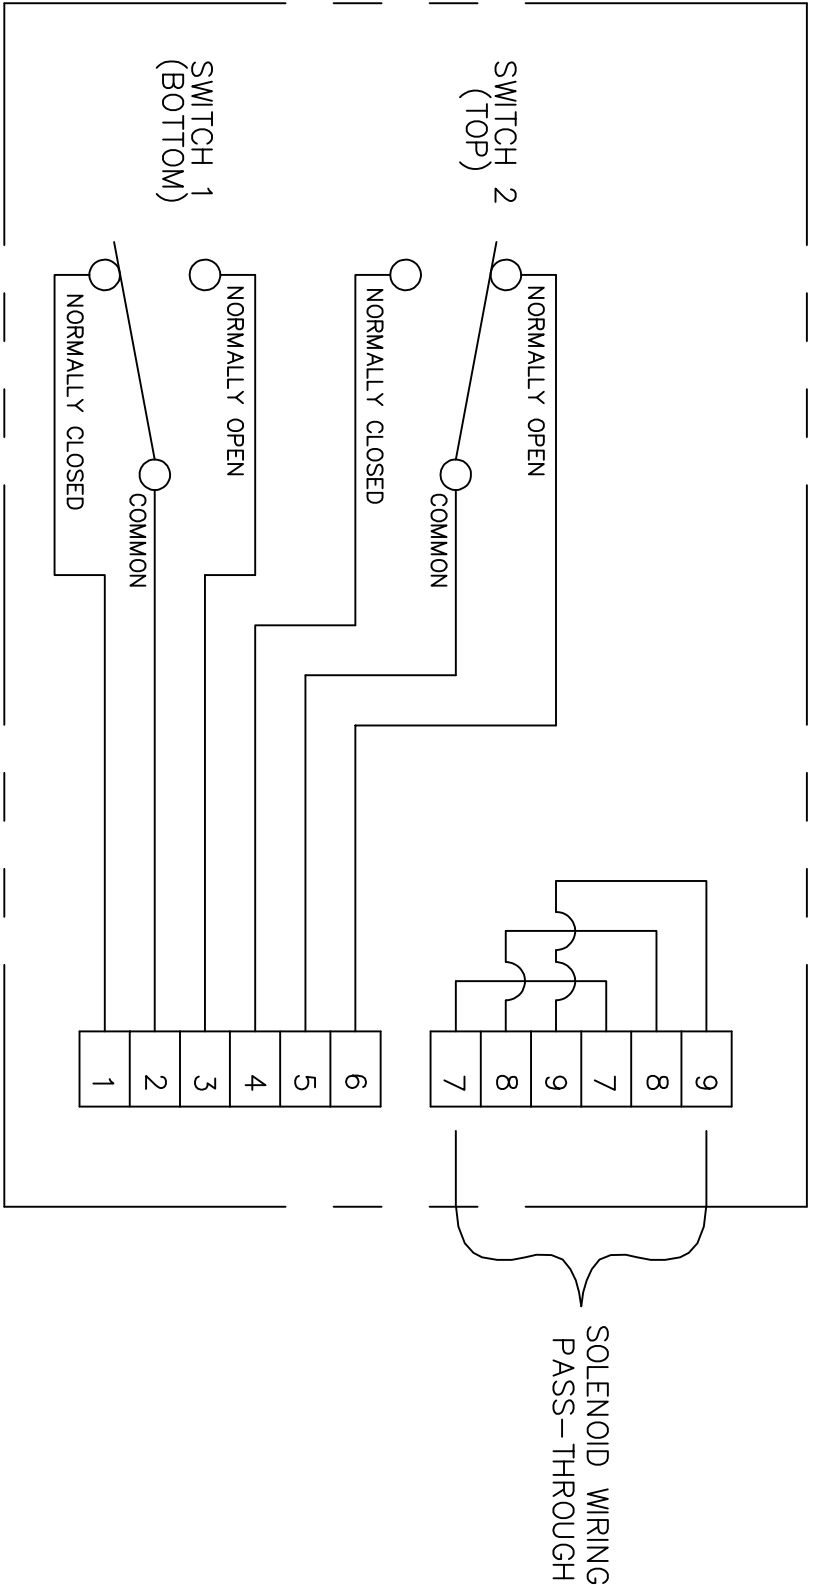 SWITCH 2
(TOP)
NORMALLY OPEN
COMMON
NORMALLY CLOSED
SWITCH 1
(BOTTOM)
NORMALLY OPEN
COMMON
NORMALLY CLOSED
9
8
7
9
8
7
6
5
4
3
2
1
SOLENOID WIRING
PASS-THROUGH